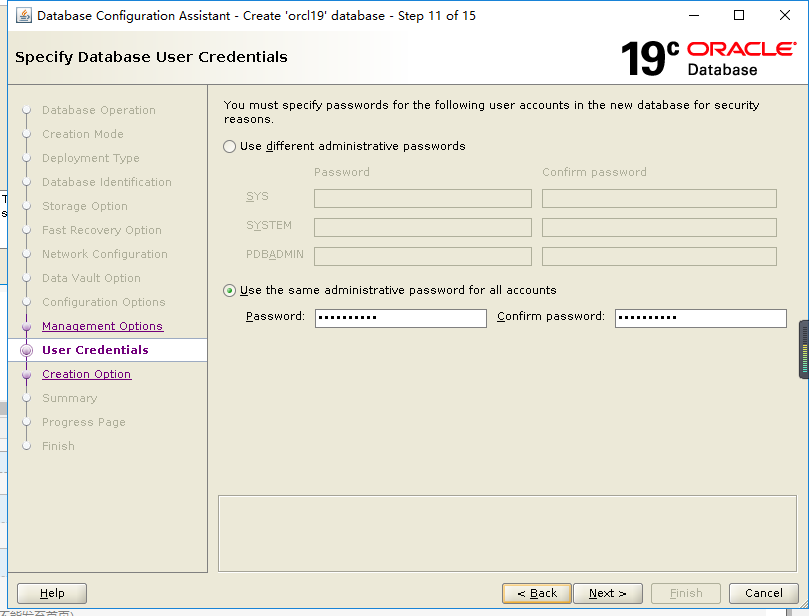 Database Configuration Assistant - Create 'orcl19' database - Step 11 of 15
Specify Database User Credentials
19c ORACLE
Database
Database Operation
Creation Mode
Deployment Type
Database Identification
Storage Option
Fast Recovery Option
Network Configuration
Data Vault Option
Configuration Options
Management Options
User Credentials
Creation Option
Summary
Progress Page
Finish
You must specify passwords for the following user accounts in the new database for security
reasons.
Use different administrative passwords
Password Confirm password
SYS
SYSTEM
PDBADMIN
Use the same administrative password for all accounts
Password: •••••••••• Confirm password: ••••••••••
Help < Back Next > Finish Cancel